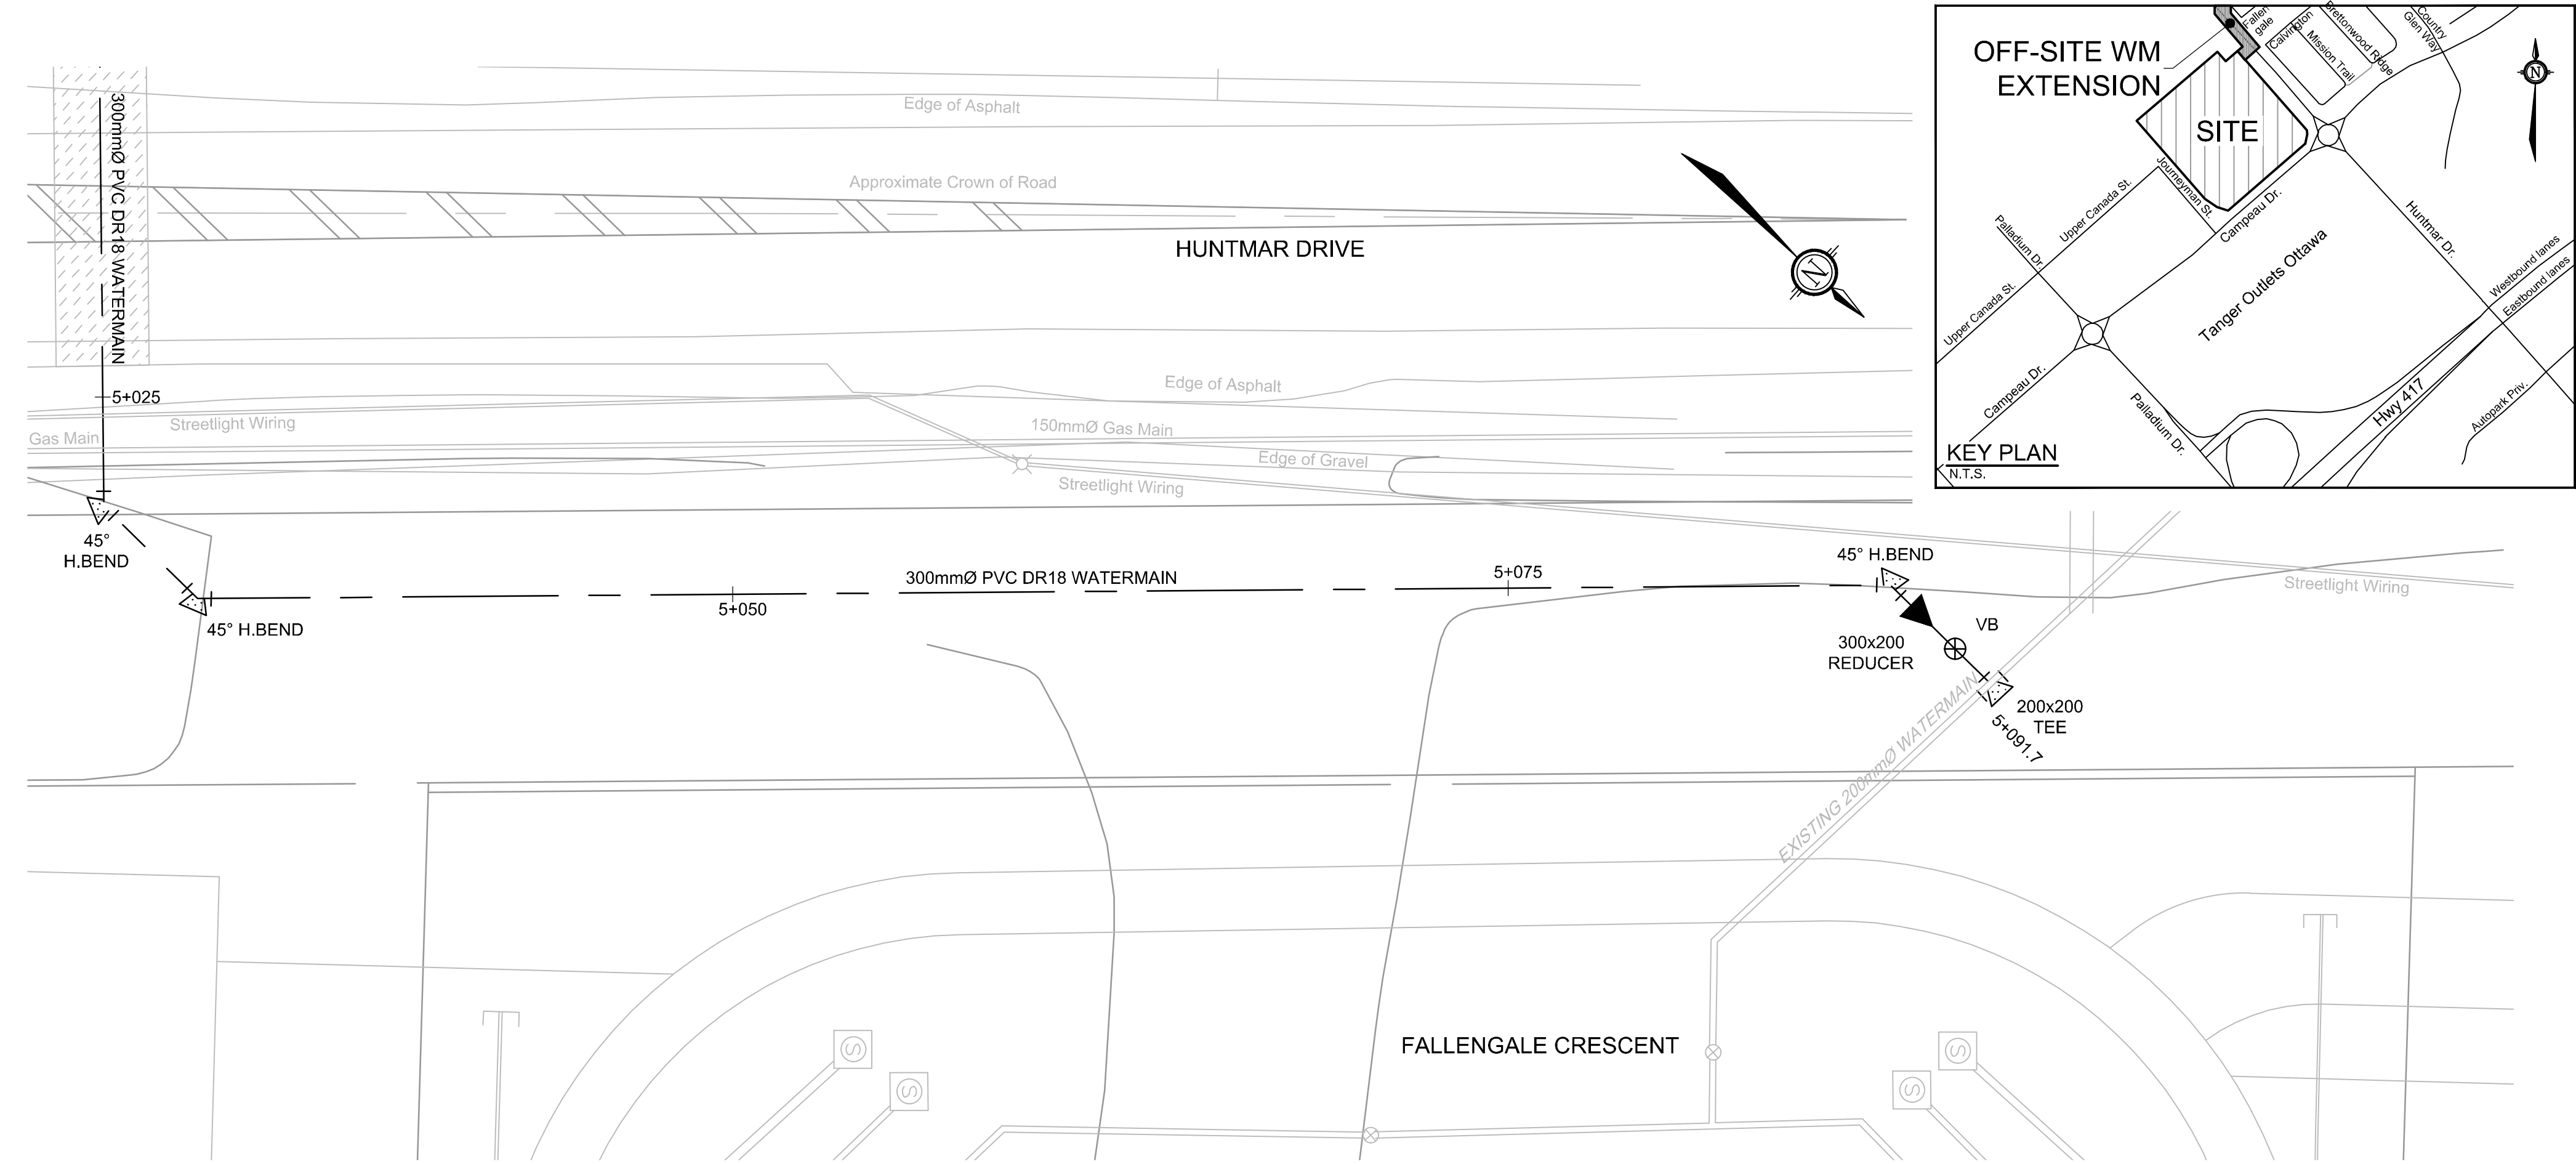 300mmØ PVC DR18 WATERMAIN
Edge of Asphalt
Approximate Crown of Road
HUNTMAR DRIVE
N
5+025
Streetlight Wiring
Gas Main
Edge of Asphalt
150mmØ Gas Main
Edge of Gravel
Streetlight Wiring
45°
H.BEND
45° H.BEND
300mmØ PVC DR18 WATERMAIN
5+050
5+075
45° H.BEND
300x200
REDUCER
VB
Streetlight Wiring
200x200
TEE
5+091.7
EXISTING 200mmØ WATERMAIN
FALLENGALE CRESCENT
S
S
S
S
OFF-SITE WM
EXTENSION
SITE
Fallen
gale
Calvington
Mission Trail
Brettonwood Ridge
Country
Glen Way
N
Journeyman St.
Upper Canada St.
Campeau Dr.
Palladium Dr.
Huntmar Dr.
Tanger Outlets Ottawa
Westbound lanes
Eastbound lanes
Upper Canada St.
Campeau Dr.
Palladium Dr.
Hwy 417
Autopark Priv.
KEY PLAN
N.T.S.